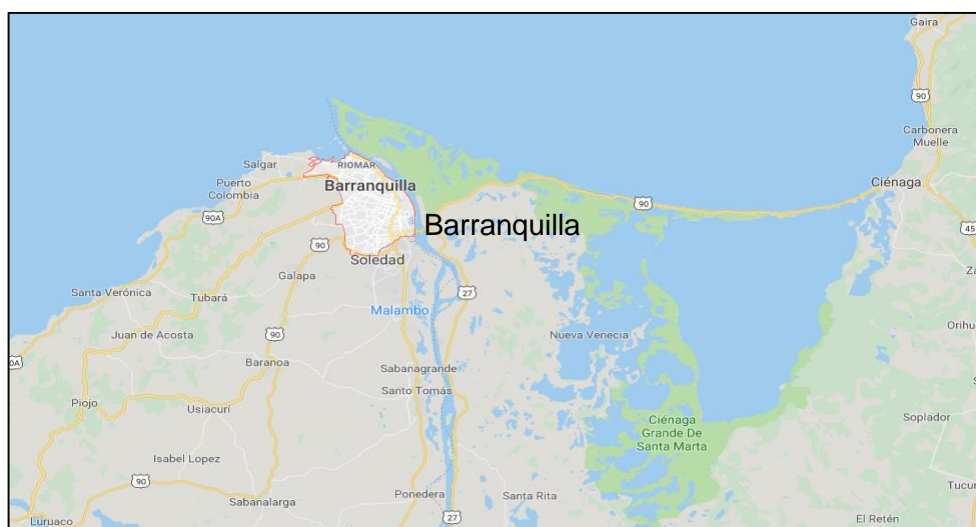 Gaira
90
Carbonera
Muelle
Salgar
RIOMAR
Puerto
Colombia
Barranquilla
Ciénaga
90
90A
Barranquilla
45
90
Soledad
Galapa
27
Santa Verónica
Tubará
Malambo
Juan de Acosta
90
Nueva Venecia
Orihu
0A
Baranoa
Sabanagrande
Santo Tomás
Piojo
Usiacurí
Ciénaga
Grande De
Santa Marta
Soplador
Isabel Lopez
90
Ponedera
Santa Rita
Tucu
Sabanalarga
Luruaco
27
El Retén